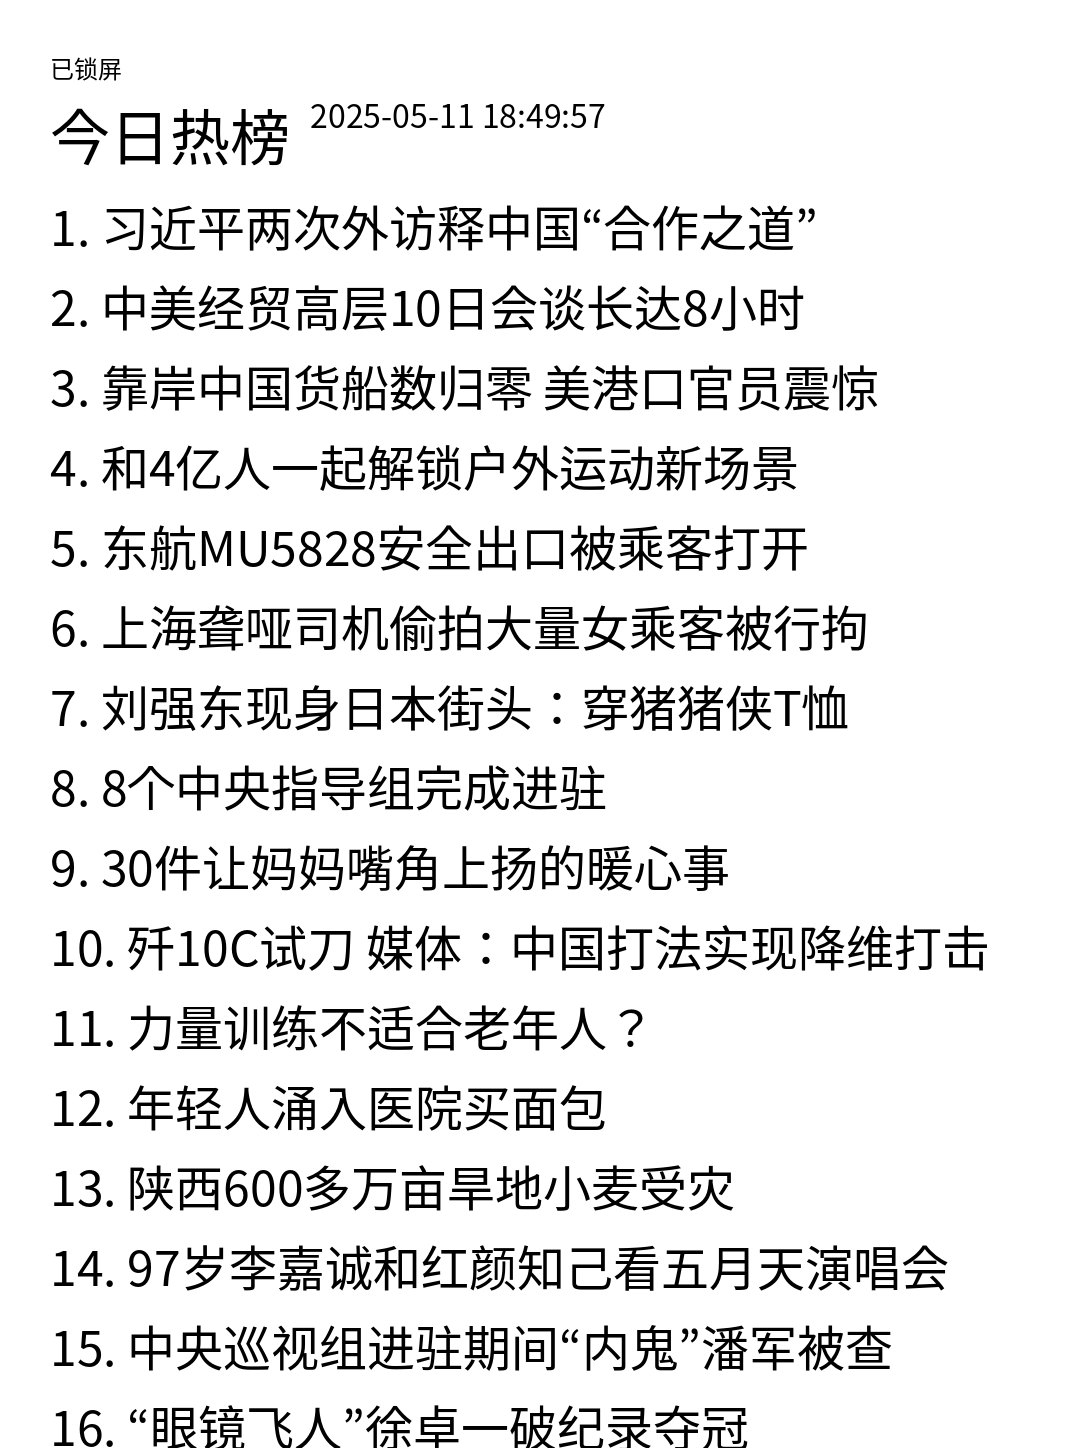 已锁屏
今日热榜 2025-05-11 18:49:57
1. 习近平两次外访释中国“合作之道”
2. 中美经贸高层10日会谈长达8小时
3. 靠岸中国货船数归零 美港口官员震惊
4. 和4亿人一起解锁户外运动新场景
5. 东航MU5828安全出口被乘客打开
6. 上海聋哑司机偷拍大量女乘客被行拘
7. 刘强东现身日本街头：穿猪猪侠T恤
8. 8个中央指导组完成进驻
9. 30件让妈妈嘴角上扬的暖心事
10. 歼10C试刀 媒体：中国打法实现降维打击
11. 力量训练不适合老年人？
12. 年轻人涌入医院买面包
13. 陕西600多万亩旱地小麦受灾
14. 97岁李嘉诚和红颜知己看五月天演唱会
15. 中央巡视组进驻期间“内鬼”潘军被查
16. “眼镜飞人”徐卓一破纪录夺冠